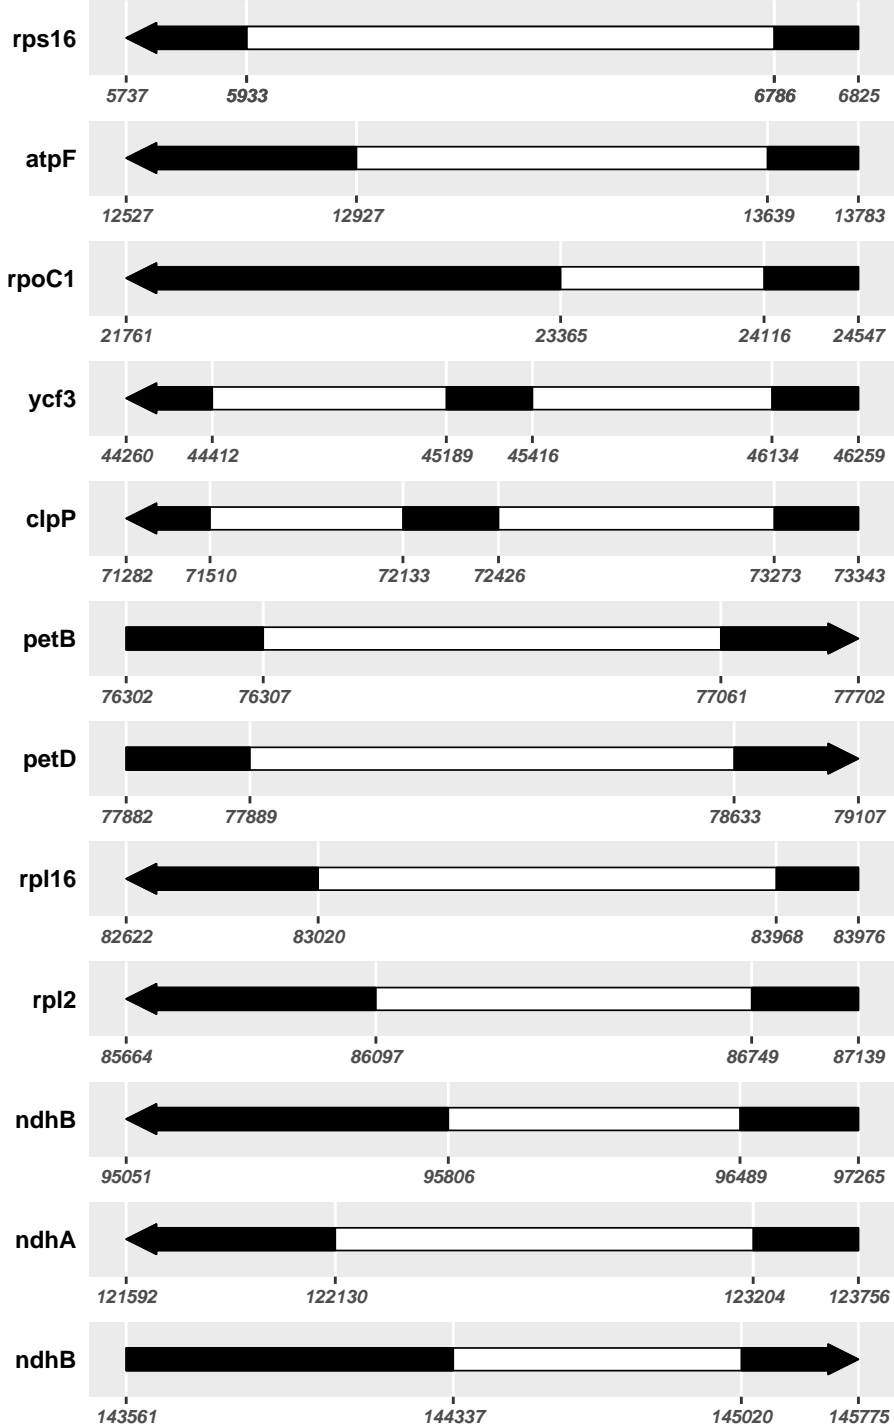 rps16
5737 5933 6786 6825
atpF
12527 12927 13639 13783
rpoC1
21761 23365 24116 24547
ycf3
44260 44412 45189 45416 46134 46259
clpP
71282 71510 72133 72426 73273 73343
petB
76302 76307 77061 77702
petD
77882 77889 78633 79107
rpl16
82622 83020 83968 83976
rpl2
85664 86097 86749 87139
ndhB
95051 95806 96489 97265
ndhA
121592 122130 123204 123756
ndhB
143561 144337 145020 145775